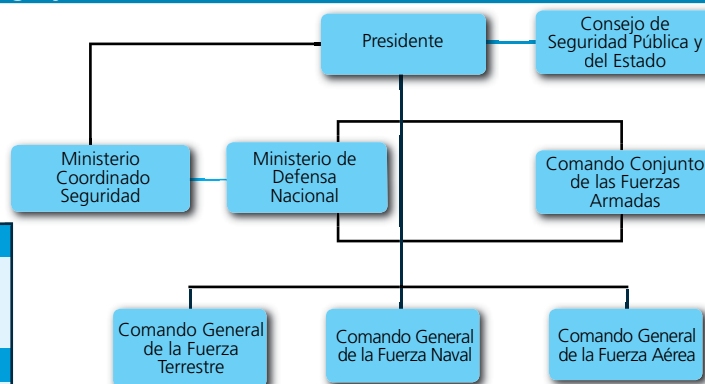 Presidente
Consejo de
Seguridad Pública y
del Estado
Ministerio
Coordinado
Seguridad
Ministerio de
Defensa
Nacional
Comando Conjunto
de las Fuerzas
Armadas
Comando General
de la Fuerza
Terrestre
Comando General
de la Fuerza Naval
Comando General
de la Fuerza Aérea